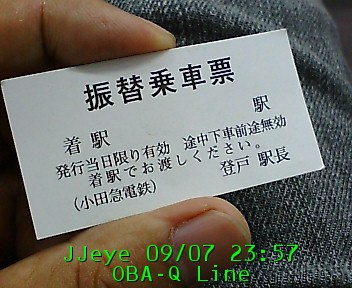 振替乗車票
着駅 駅
発行当日限り有効 途中下車前途無効
着駅でお渡しください。
(小田急電鉄) 登戸 駅長
JJeye 09/07 23:57
OBA-Q Line